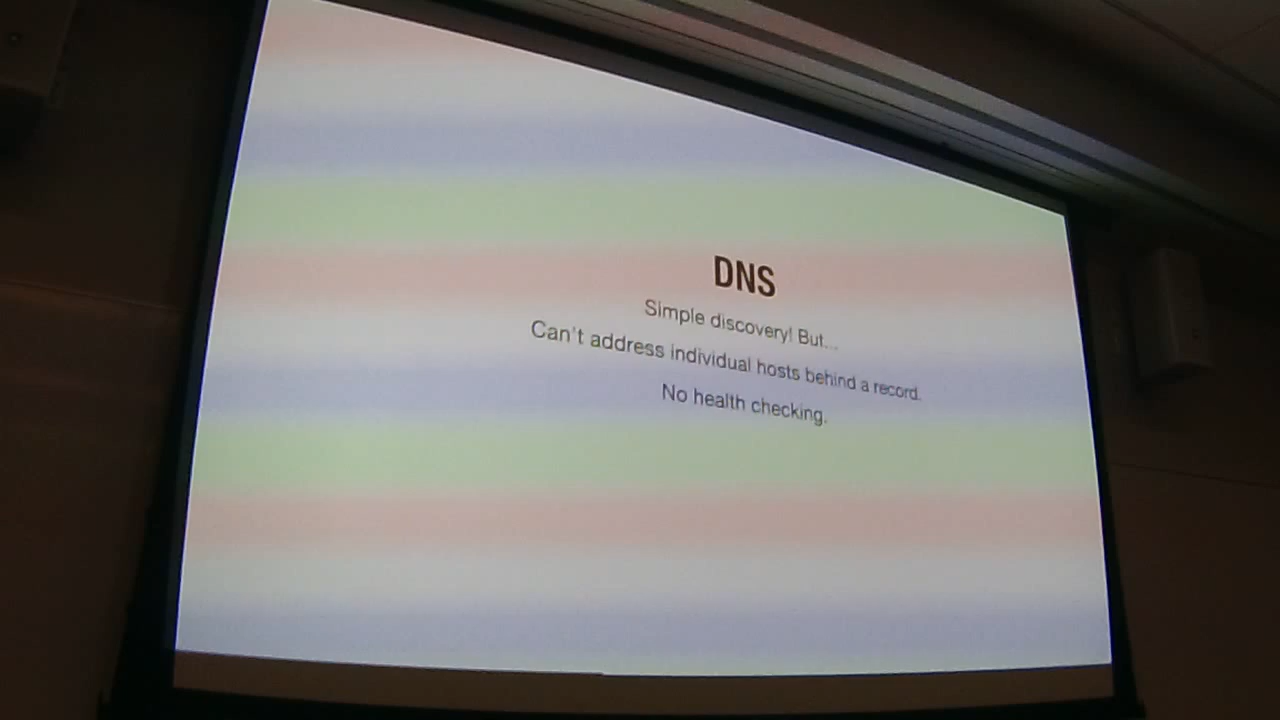 DNS
Simple discovery! But...
Can't address individual hosts behind a record.
No health checking.